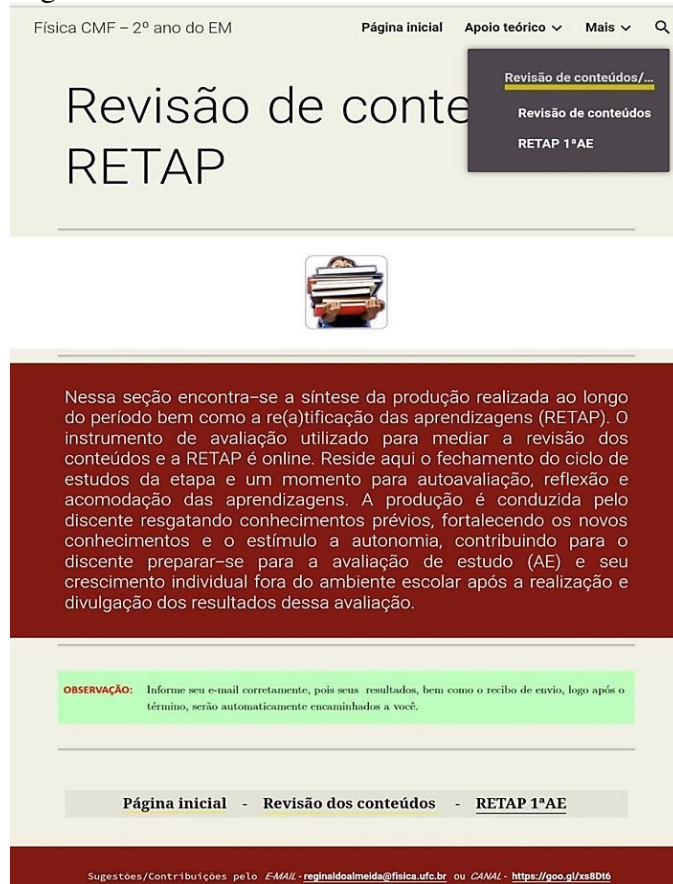 Física CMF – 2º ano do EM
Página inicial Apoio teórico Mais
Revisão de conteúdos/...
Revisão de conteúdos
RETAP 1ªAE
Revisão de conte
RETAP
Nessa seção encontra–se a síntese da produção realizada ao longo
do período bem como a re(a)tificação das aprendizagens (RETAP). O
instrumento de avaliação utilizado para mediar a revisão dos
conteúdos e a RETAP é online. Reside aqui o fechamento do ciclo de
estudos da etapa e um momento para autoavaliação, reflexão e
acomodação das aprendizagens. A produção é conduzida pelo
discente resgatando conhecimentos prévios, fortalecendo os novos
conhecimentos e o estímulo a autonomia, contribuindo para o
discente preparar–se para a avaliação de estudo (AE) e seu
crescimento individual fora do ambiente escolar após a realização e
divulgação dos resultados dessa avaliação.
OBSERVAÇÃO: Informe seu e-mail corretamente, pois seus resultados, bem como o recibo de envio, logo após o
término, serão automaticamente encaminhados a você.
Página inicial - Revisão dos conteúdos - RETAP 1ªAE
Sugestões/Contribuições pelo E-MAIL - reginaldoalmeida@fisica.ufc.br ou CANAL - https://goo.gl/xs8Dt6